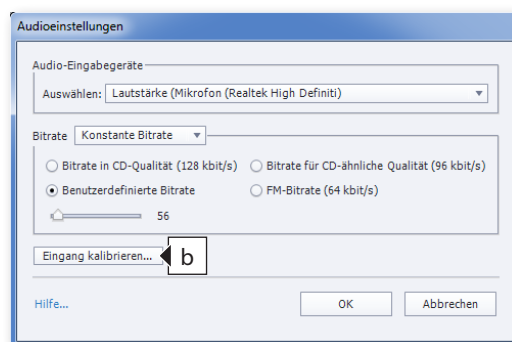 Audioeinstellungen
Audio-Eingabegeräte
Auswählen: Lautstärke (Mikrofon (Realtek High Definiti)
Bitrate Konstante Bitrate
Bitrate in CD-Qualität (128 kbit/s) Bitrate für CD-ähnliche Qualität (96 kbit/s)
Benutzerdefinierte Bitrate FM-Bitrate (64 kbit/s)
56
Eingang kalibrieren... b
Hilfe... OK Abbrechen